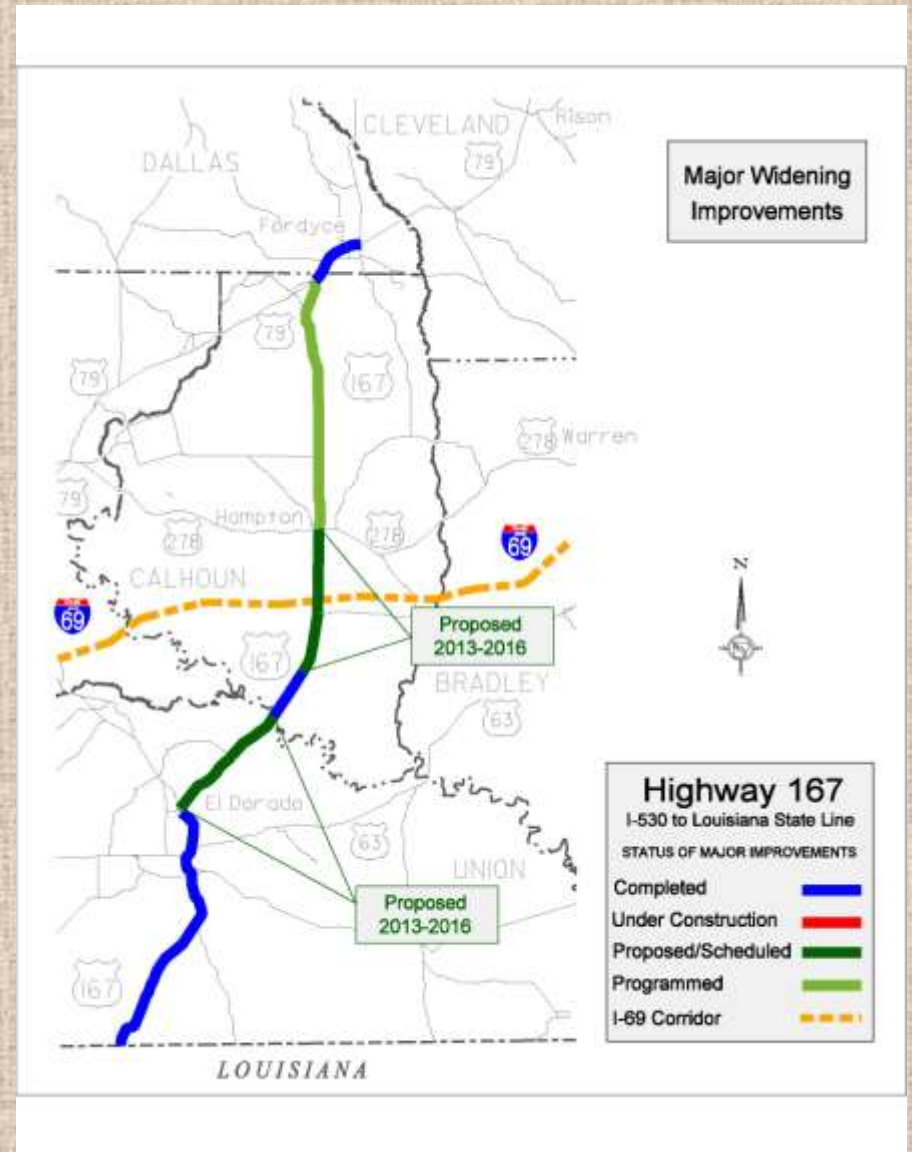 CLEVELAND
Rison
79
DALLAS
Major Widening
Improvements
Fordyce
79
167
79
278
Warren
79
Hampton
278
278
69
CALHOUN
69
Proposed
2013-2016
167
BRADLEY
63
Highway 167
I-530 to Louisiana State Line
STATUS OF MAJOR IMPROVEMENTS
Completed
Under Construction
Proposed/Scheduled
Programmed
I-69 Corridor
El Dorado
63
UNION
Proposed
2013-2016
167
LOUISIANA
N